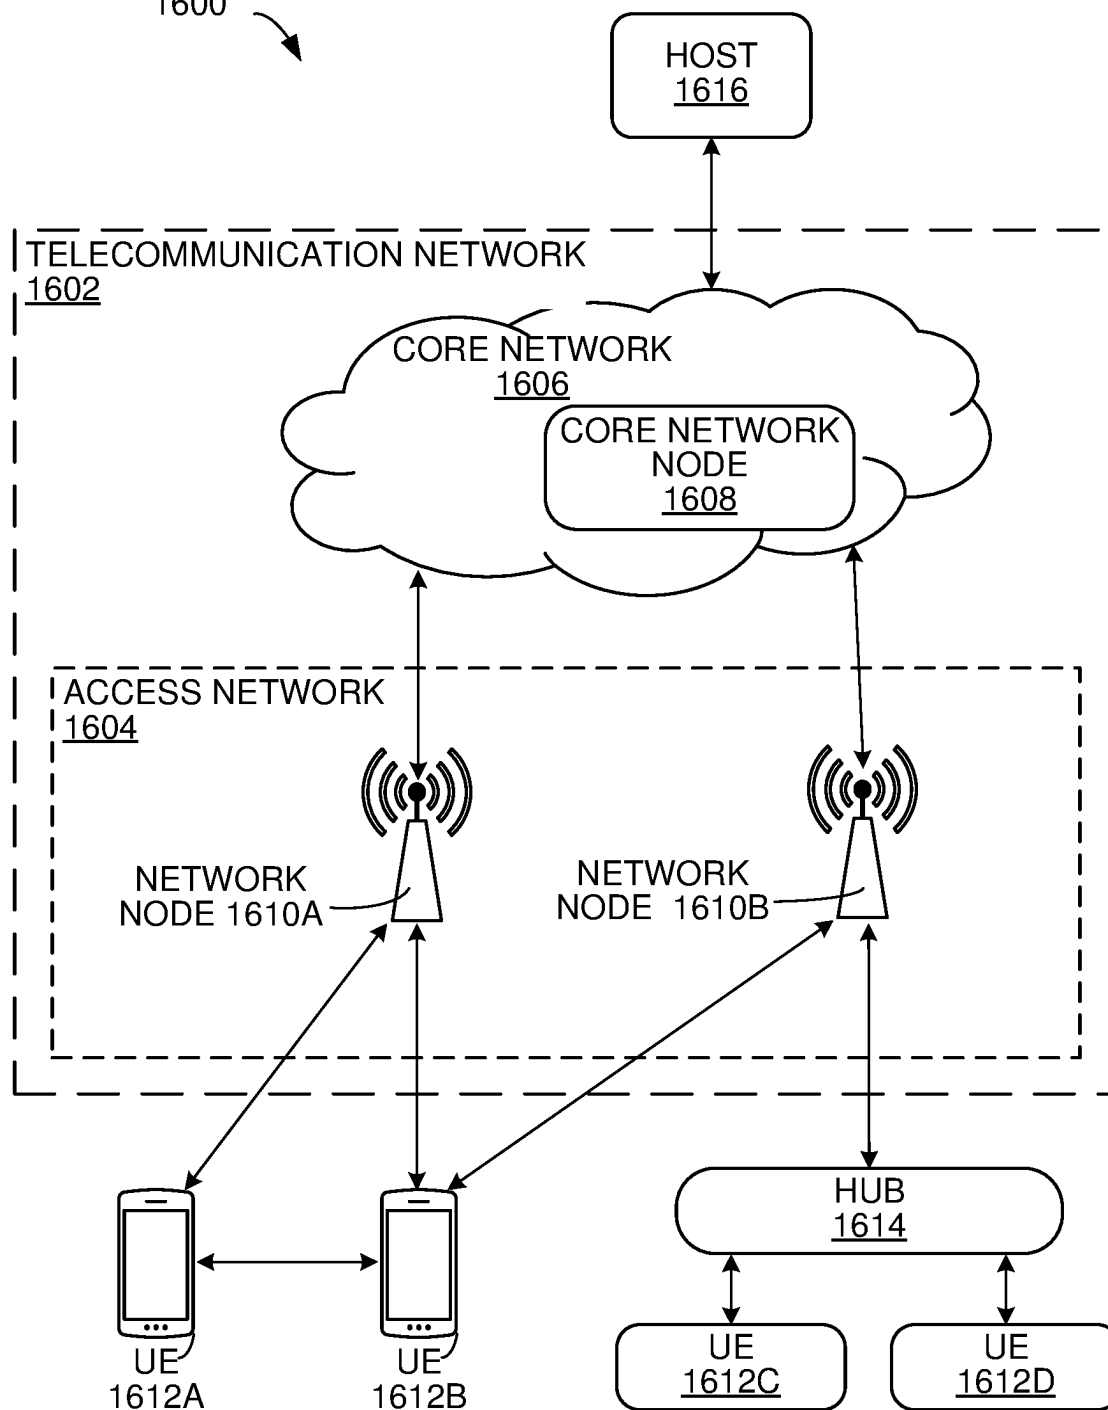 1600
HOST
1616
TELECOMMUNICATION NETWORK
1602
CORE NETWORK
1606
CORE NETWORK
NODE
1608
ACCESS NETWORK
1604
NETWORK
NODE 1610A
NETWORK
NODE 1610B
HUB
1614
UE
1612A
UE
1612B
UE
1612C
UE
1612D